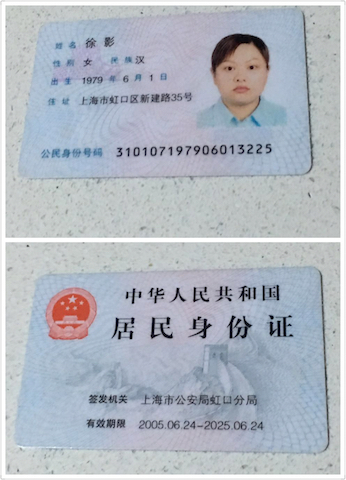 姓名 徐影
性别 女 民族 汉
出生 1979 年 6 月 1 日
住址 上海市虹口区新建路35号
公民身份号码 310107197906013225
中华人民共和国
居民身份证
签发机关 上海市公安局虹口分局
有效期限 2005.06.24-2025.06.24